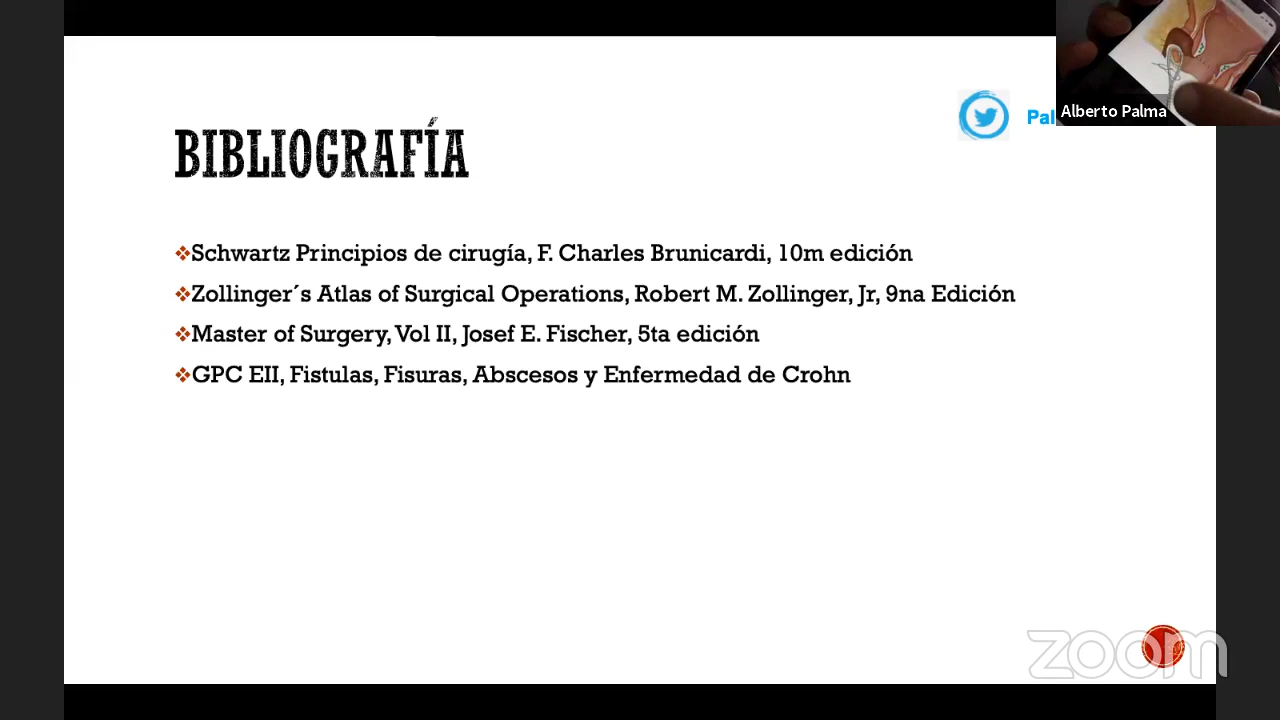 BIBLIOGRAFÍA
Pal
Alberto Palma
Schwartz Principios de cirugía, F. Charles Brunicardi, 10m edición
Zollinger´s Atlas of Surgical Operations, Robert M. Zollinger, Jr, 9na Edición
Master of Surgery, Vol II, Josef E. Fischer, 5ta edición
GPC EII, Fistulas, Fisuras, Abscesos y Enfermedad de Crohn
zoom